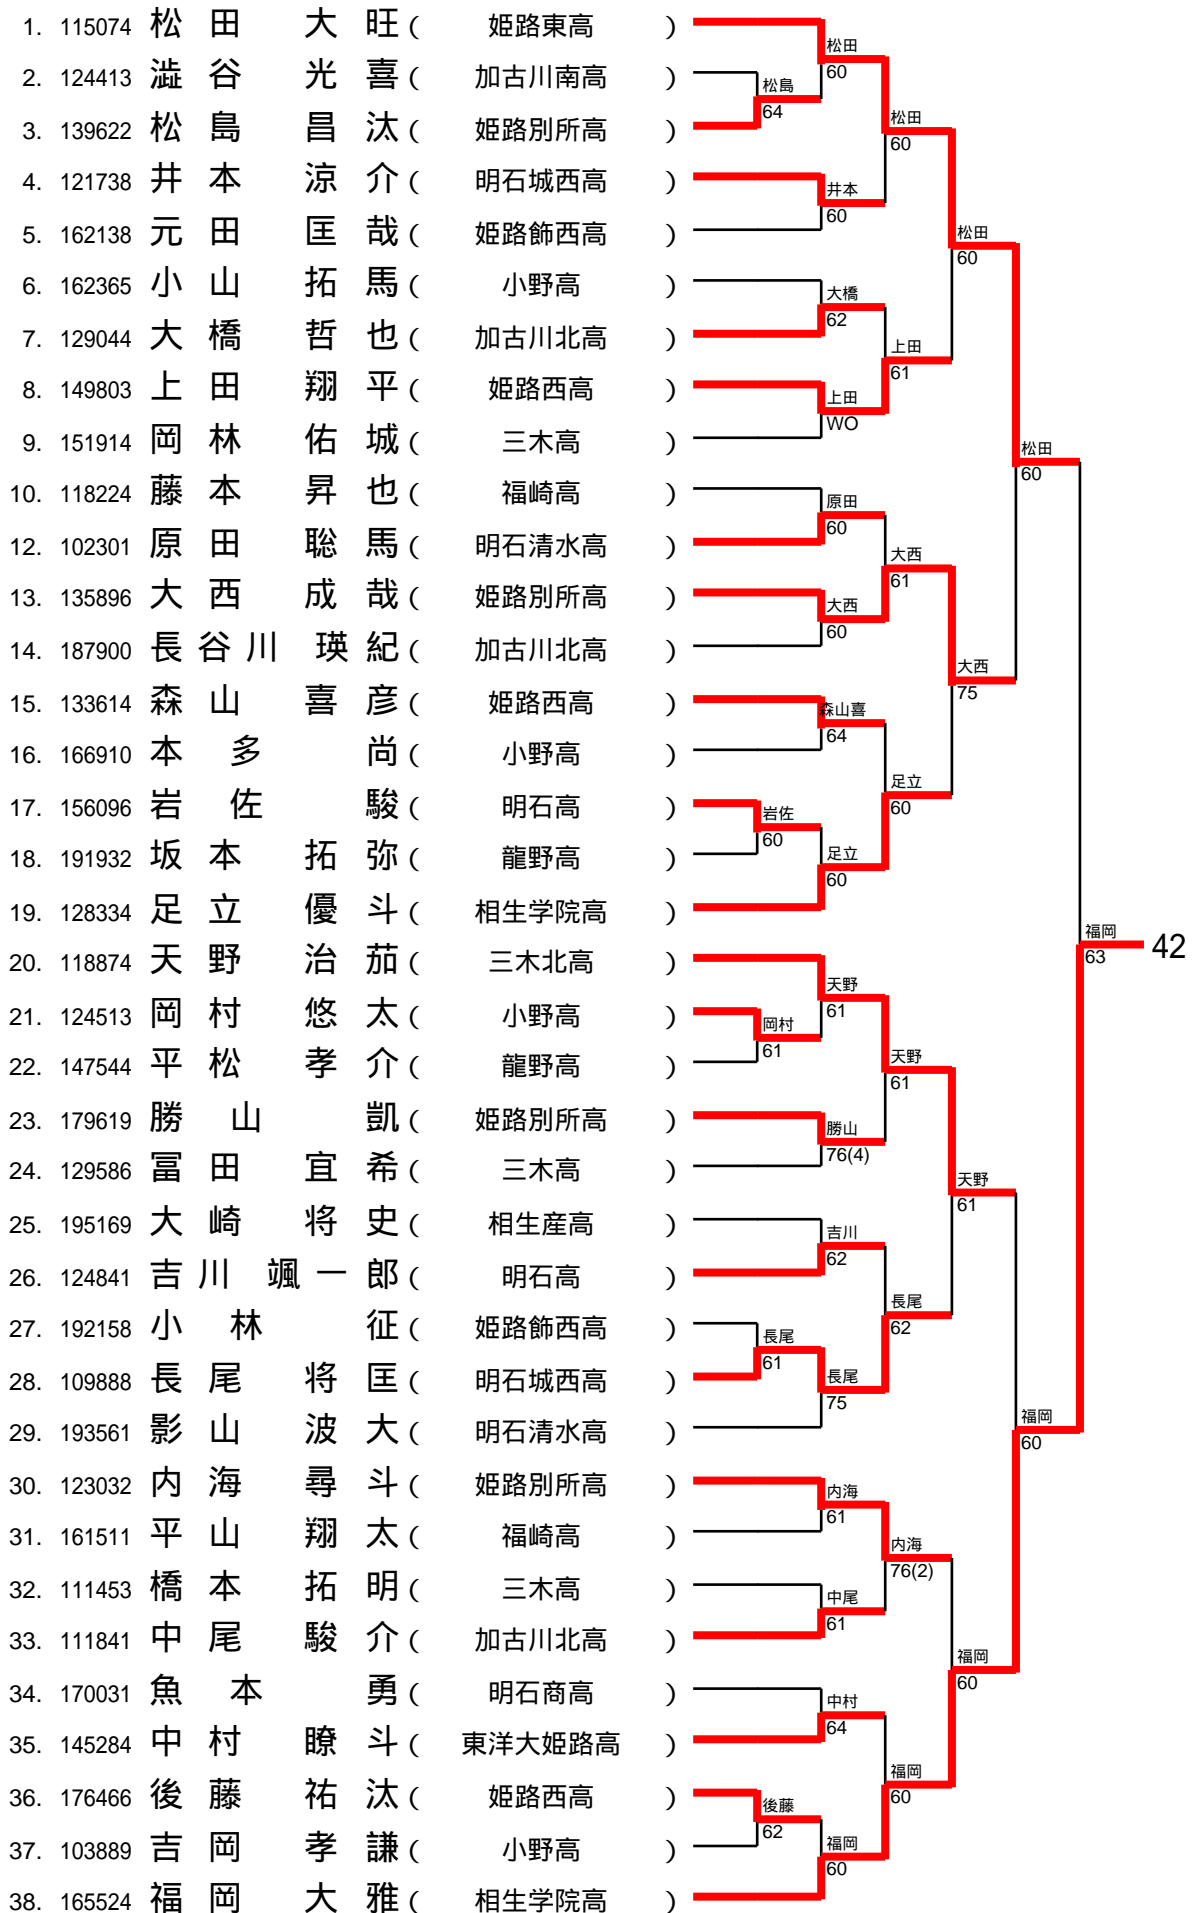 1. 115074 松田 大旺 ( 姫路東高 )
松田
2. 124413 澁谷 光喜 ( 加古川南高 ) 60
松島
3. 139622 松島 昌汰 ( 姫路別所高 ) 64
松田
60
4. 121738 井本 涼介 ( 明石城西高 )
井本
60
5. 162138 元田 匡哉 ( 姫路飾西高 )
松田
60
6. 162365 小山 拓馬 ( 小野高 )
大橋
62
7. 129044 大橋 哲也 ( 加古川北高 )
上田
61
8. 149803 上田 翔平 ( 姫路西高 )
上田
WO
9. 151914 岡林 佑城 ( 三木高 )
松田
60
10. 118224 藤本 昇也 ( 福崎高 )
原田
60
12. 102301 原田 聡馬 ( 明石清水高 )
大西
61
13. 135896 大西 成哉 ( 姫路別所高 )
大西
60
14. 187900 長谷川 瑛紀 ( 加古川北高 )
大西
75
15. 133614 森山 喜彦 ( 姫路西高 )
森山喜
64
16. 166910 本多 尚 ( 小野高 )
足立
60
17. 156096 岩佐 駿 ( 明石高 )
岩佐
60
18. 191932 坂本 拓弥 ( 龍野高 )
足立
60
19. 128334 足立 優斗 ( 相生学院高 )
福岡
63
42
20. 118874 天野 治茄 ( 三木北高 )
天野
61
21. 124513 岡村 悠太 ( 小野高 )
岡村
61
22. 147544 平松 孝介 ( 龍野高 )
天野
61
23. 179619 勝山 凱 ( 姫路別所高 )
勝山
76(4)
24. 129586 冨田 宜希 ( 三木高 )
天野
61
25. 195169 大崎 将史 ( 相生産高 )
吉川
62
26. 124841 吉川 颯一郎 ( 明石高 )
長尾
62
27. 192158 小林 征 ( 姫路飾西高 )
長尾
61
28. 109888 長尾 将匡 ( 明石城西高 )
長尾
75
29. 193561 影山 波大 ( 明石清水高 )
福岡
60
30. 123032 内海 尋斗 ( 姫路別所高 )
内海
61
31. 161511 平山 翔太 ( 福崎高 )
内海
76(2)
32. 111453 橋本 拓明 ( 三木高 )
中尾
61
33. 111841 中尾 駿介 ( 加古川北高 )
福岡
60
34. 170031 魚本 勇 ( 明石商高 )
中村
64
35. 145284 中村 瞭斗 ( 東洋大姫路高 )
福岡
60
36. 176466 後藤 祐汰 ( 姫路西高 )
後藤
62
37. 103889 吉岡 孝謙 ( 小野高 )
福岡
60
38. 165524 福岡 大雅 ( 相生学院高 )